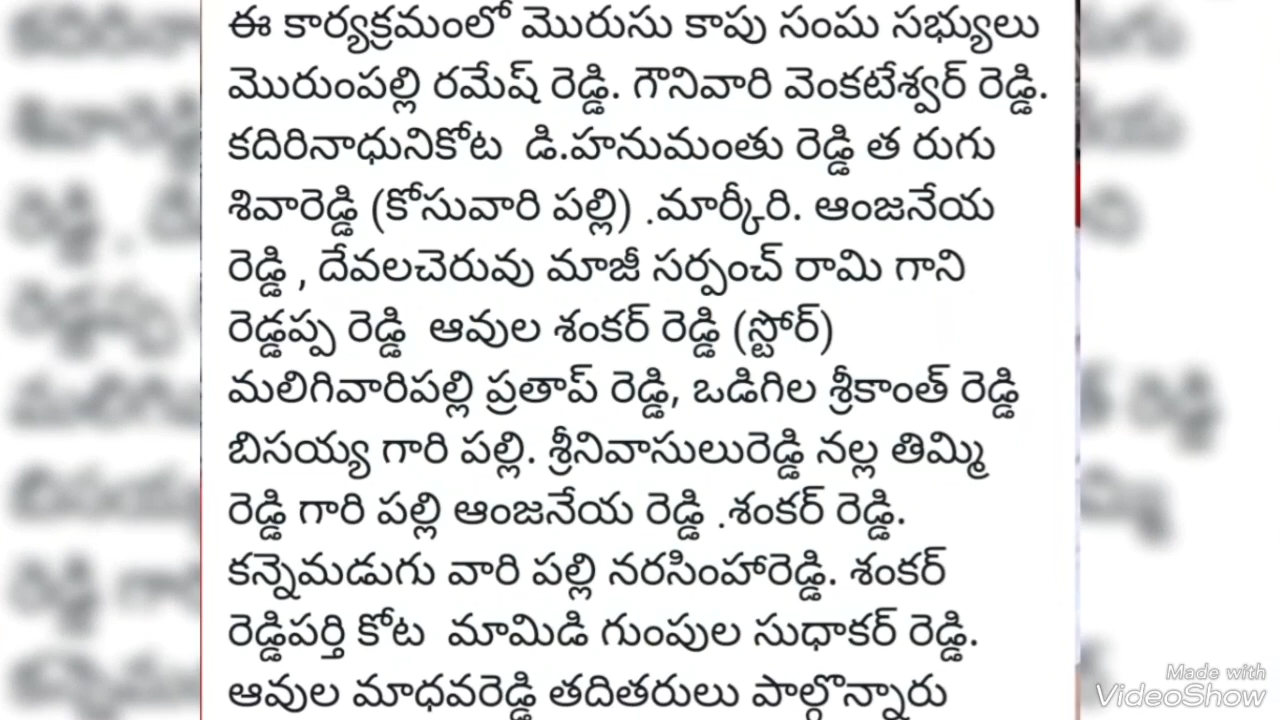 ఈ కార్యక్రమంలో మొరుసు కాపు సంఘ సభ్యులు
మొరుంపల్లి రమేష్ రెడ్డి. గౌనివారి వెంకటేశ్వర్ రెడ్డి.
కదిరినాధునికోట డి.హనుమంతు రెడ్డి త రుగు
శివారెడ్డి (కోసువారి పల్లి) .మార్కీరి. ఆంజనేయ
రెడ్డి , దేవలచెరువు మాజీ సర్పంచ్ రామి గాని
రెడ్డప్ప రెడ్డి ఆవుల శంకర్ రెడ్డి (స్టోర్)
మలిగివారిపల్లి ప్రతాప్ రెడ్డి, ఒడిగిల శ్రీకాంత్ రెడ్డి
బిసయ్య గారి పల్లి. శ్రీనివాసులురెడ్డి నల్ల తిమ్మి
రెడ్డి గారి పల్లి ఆంజనేయ రెడ్డి .శంకర్ రెడ్డి.
కన్నెమడుగు వారి పల్లి నరసింహారెడ్డి. శంకర్
రెడ్డిపర్తి కోట మామిడి గుంపుల సుధాకర్ రెడ్డి.
ఆవుల మాధవరెడ్డి తదితరులు పాల్గొన్నారు
Made with
VideoShow